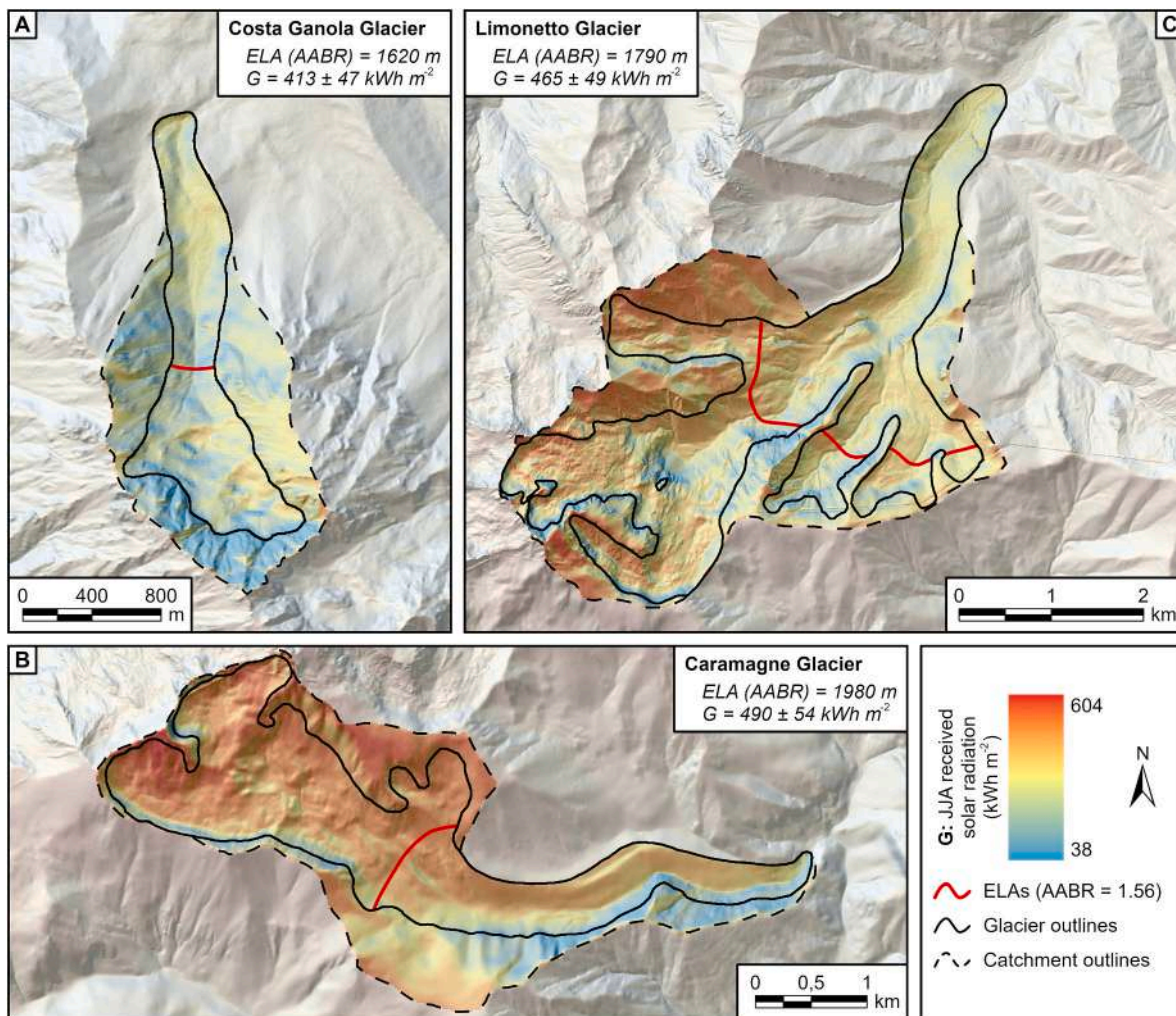 A
Costa Ganola Glacier
ELA (AABR) = 1620 m
G = 413 ± 47 kWh m⁻²
0 400 800
m
Limonetto Glacier
ELA (AABR) = 1790 m
G = 465 ± 49 kWh m⁻²
C
0 1 2
km
B
Caramagne Glacier
ELA (AABR) = 1980 m
G = 490 ± 54 kWh m⁻²
0 0,5 1
km
G: JJA received
solar radiation
(kWh m⁻²)
604
38
N
ELAs (AABR = 1.56)
Glacier outlines
Catchment outlines